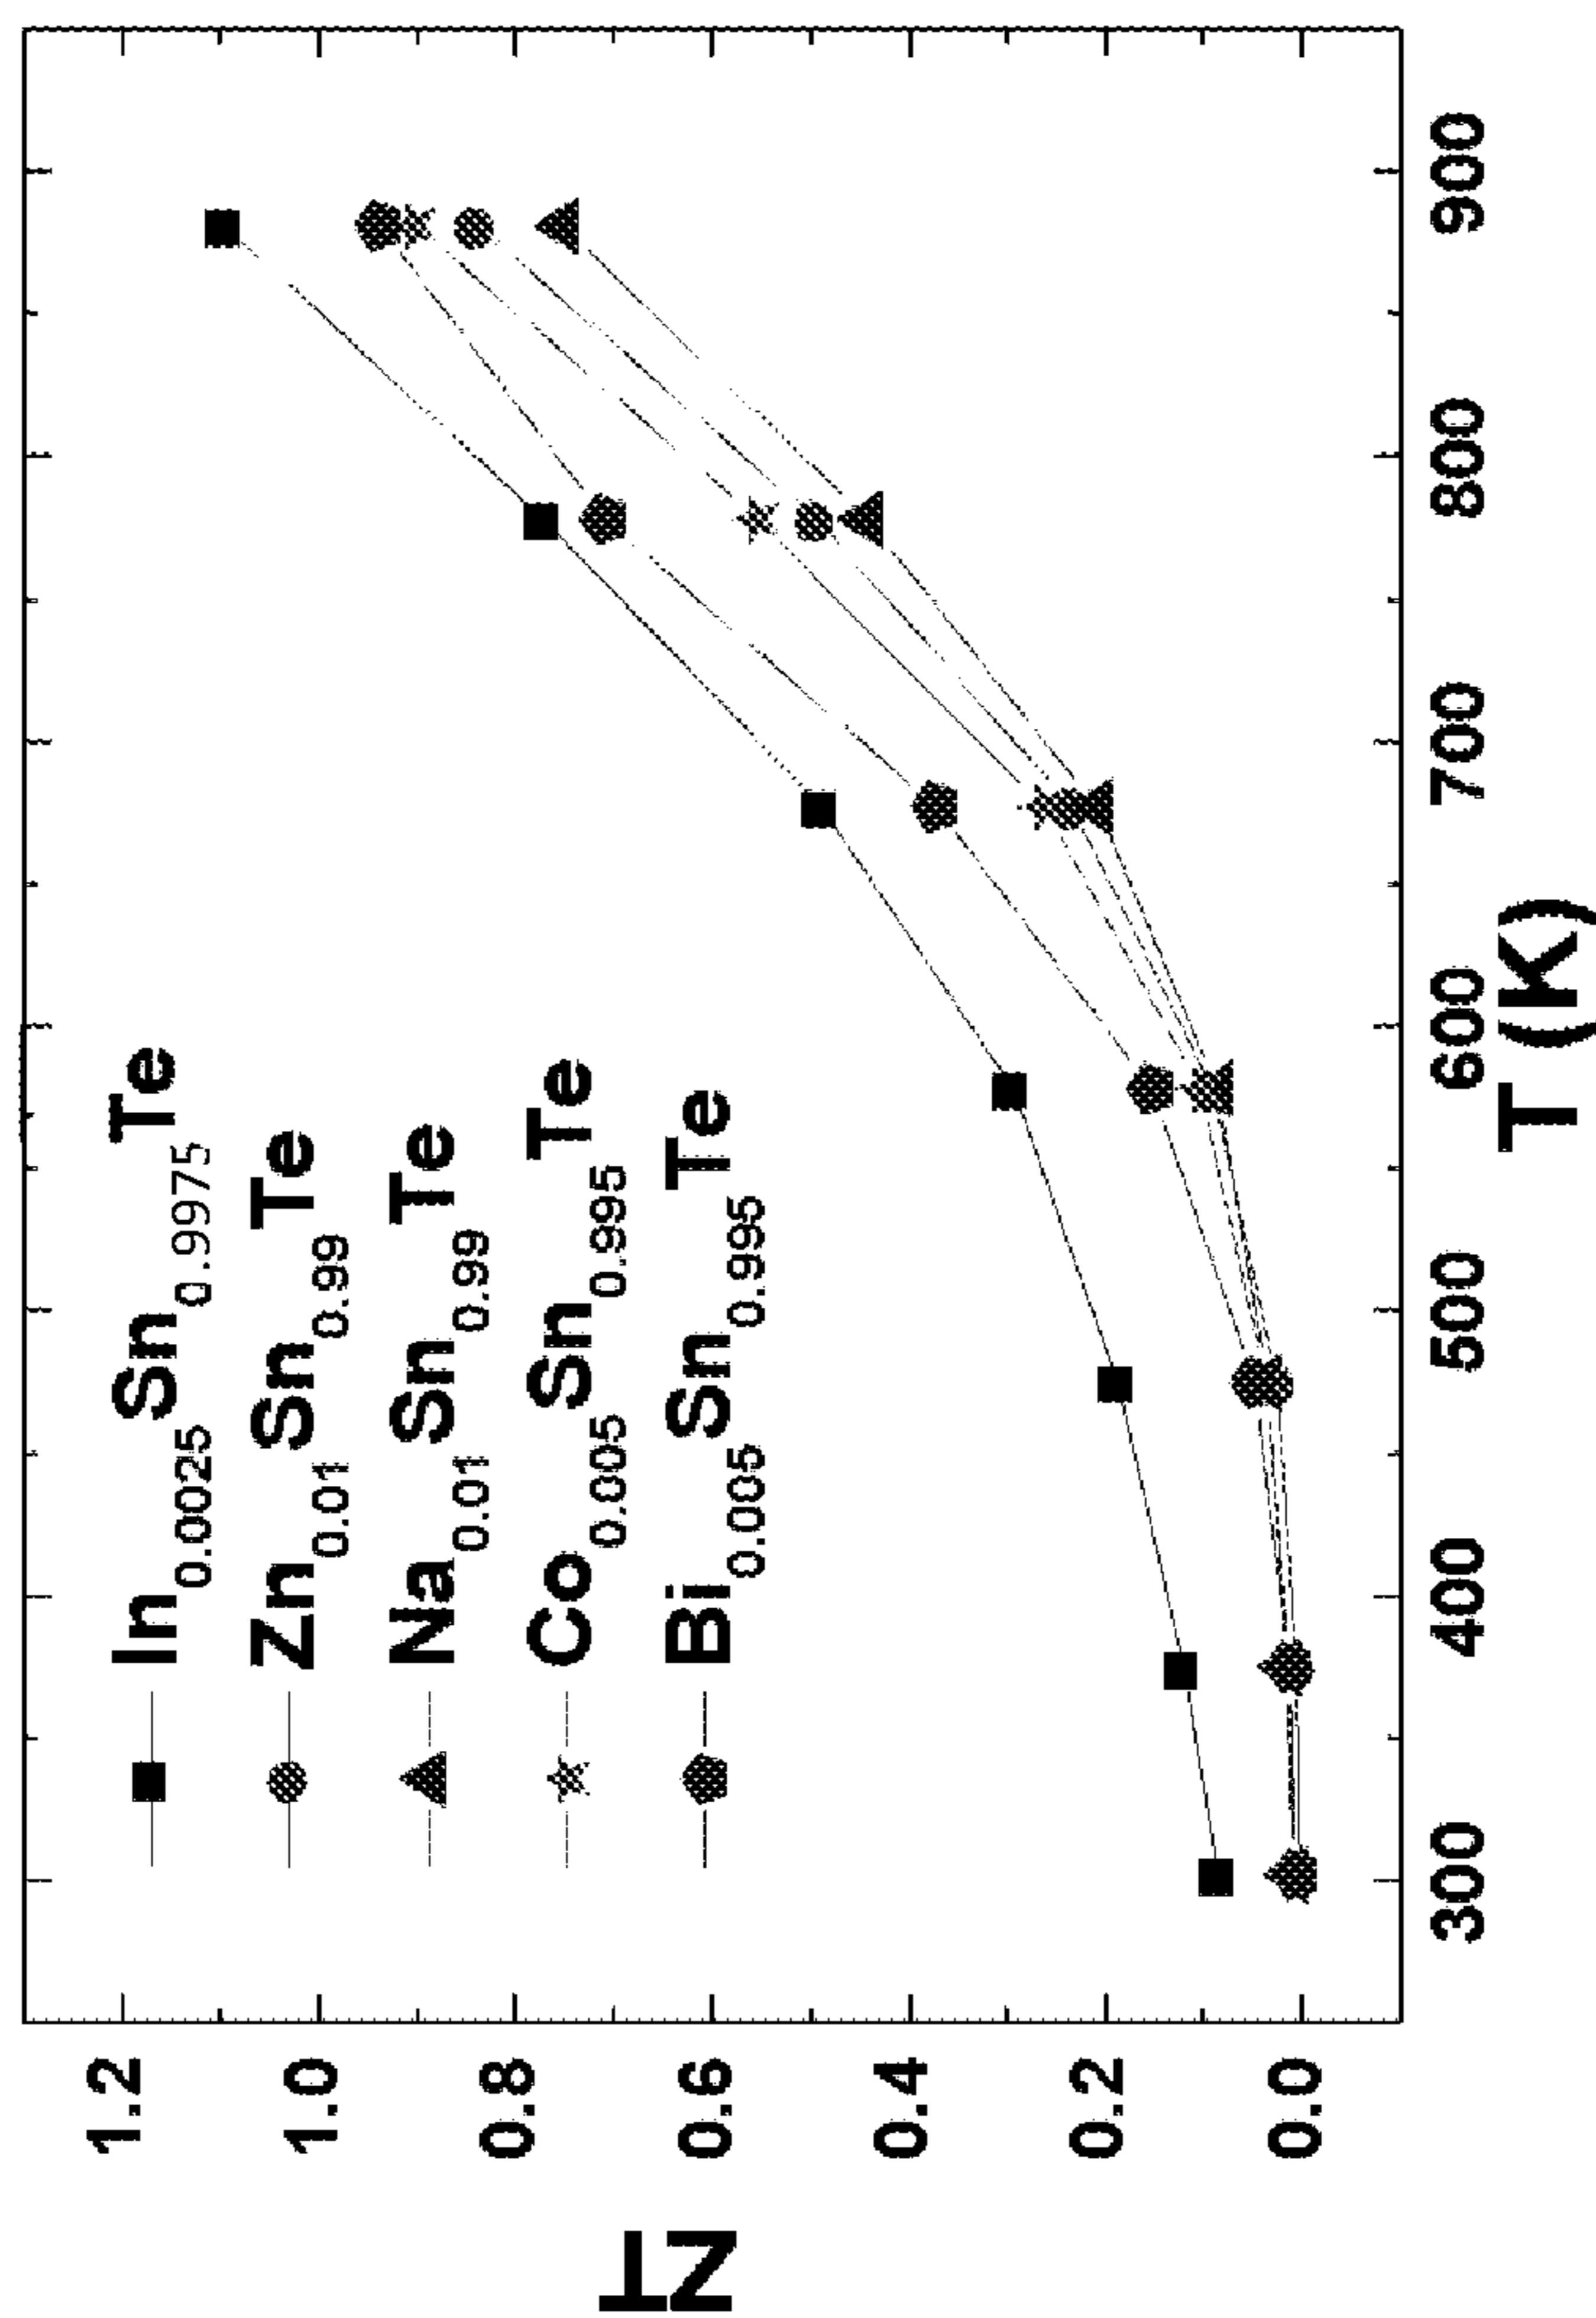 ZT
1.2
1.0
0.8
0.6
0.4
0.2
0.0
In0.0025Sn0.9975Te
Zn0.01Sn0.99Te
Na0.01Sn0.99Te
Co0.005Sn0.995Te
Bi0.005Sn0.995Te
300 400 500 600 700 800 900
T (K)